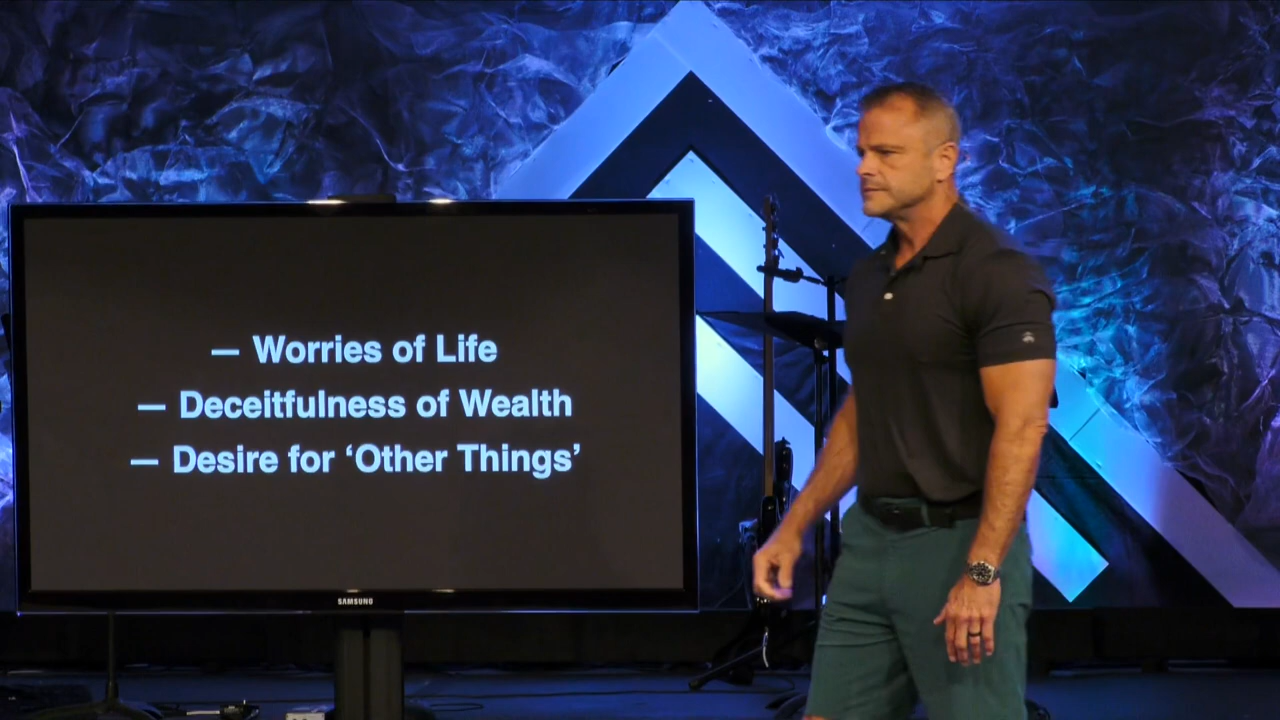 — Worries of Life
— Deceitfulness of Wealth
— Desire for ‘Other Things’
SAMSUNG